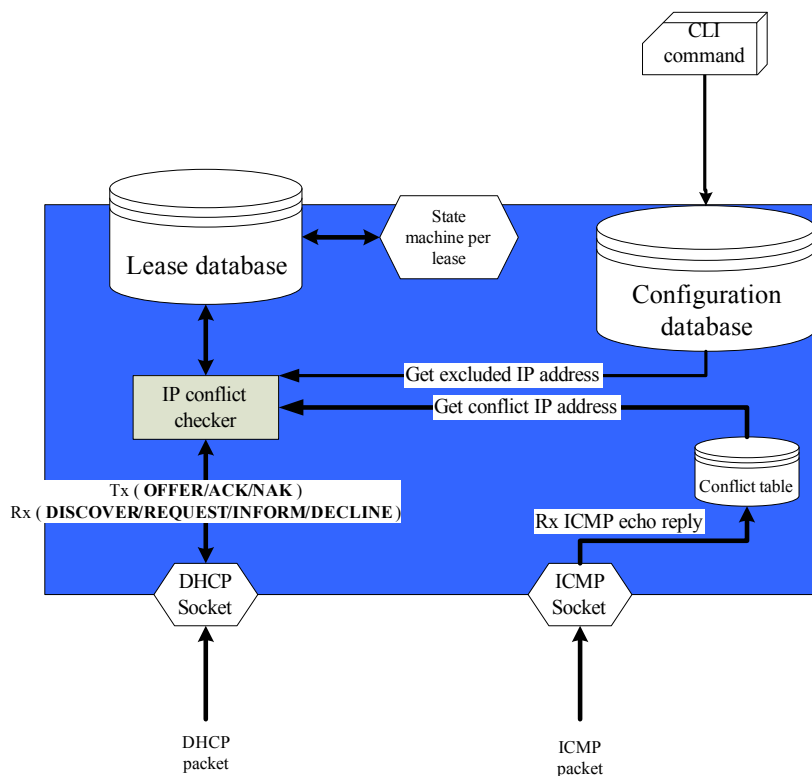 CLI
command
State
machine per
lease
Lease database
Configuration
database
Get excluded IP address
IP conflict
checker
Get conflict IP address
Conflict table
Tx ( OFFER/ACK/NAK )
Rx ( DISCOVER/REQUEST/INFORM/DECLINE )
Rx ICMP echo reply
DHCP
Socket
ICMP
Socket
DHCP
packet
ICMP
packet